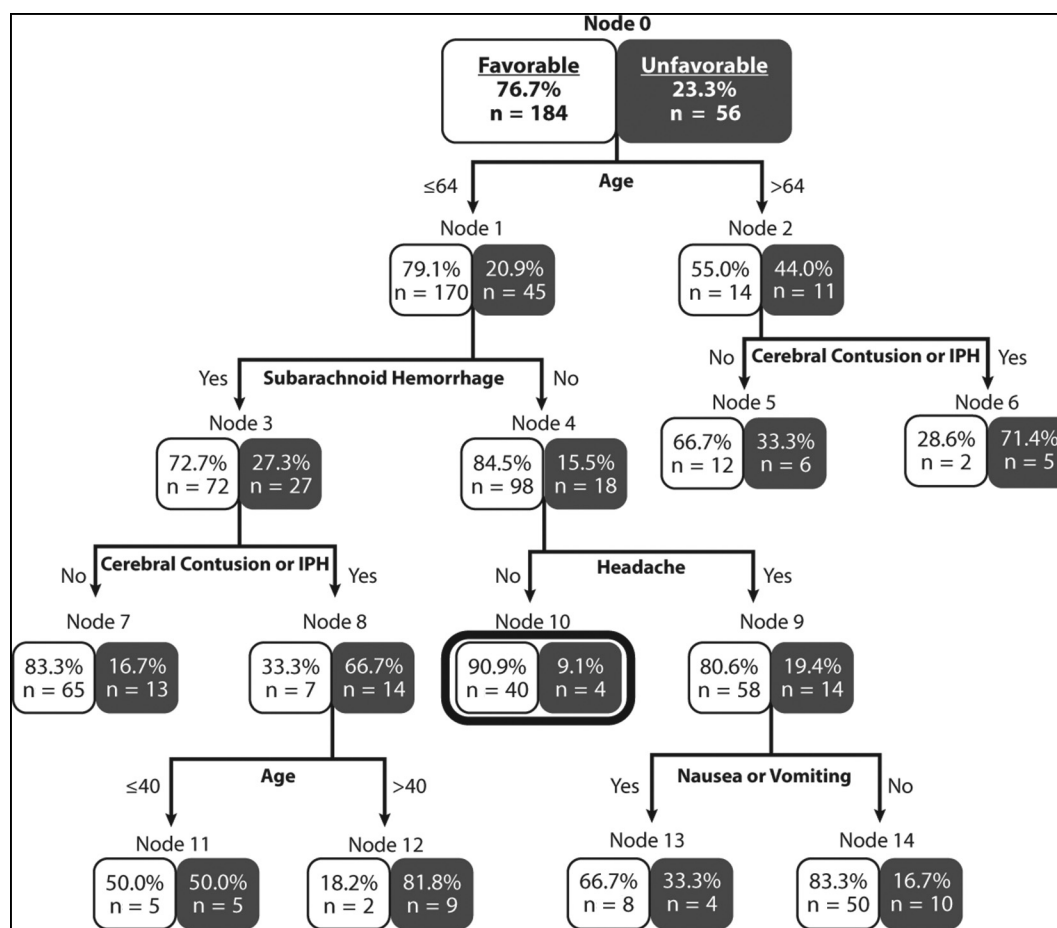 Node 0
Favorable
76.7%
n = 184
Unfavorable
23.3%
n = 56
Age
≤64
>64
Node 1
79.1%
n = 170
20.9%
n = 45
Node 2
55.0%
n = 14
44.0%
n = 11
Subarachnoid Hemorrhage
Yes
No
Cerebral Contusion or IPH
No
Yes
Node 3
72.7%
n = 72
27.3%
n = 27
Node 4
84.5%
n = 98
15.5%
n = 18
Node 5
66.7%
n = 12
33.3%
n = 6
Node 6
28.6%
n = 2
71.4%
n = 5
Cerebral Contusion or IPH
No
Yes
Headache
No
Yes
Node 7
83.3%
n = 65
16.7%
n = 13
Node 8
33.3%
n = 7
66.7%
n = 14
Node 10
90.9%
n = 40
9.1%
n = 4
Node 9
80.6%
n = 58
19.4%
n = 14
Age
≤40
>40
Nausea or Vomiting
Yes
No
Node 11
50.0%
n = 5
50.0%
n = 5
Node 12
18.2%
n = 2
81.8%
n = 9
Node 13
66.7%
n = 8
33.3%
n = 4
Node 14
83.3%
n = 50
16.7%
n = 10